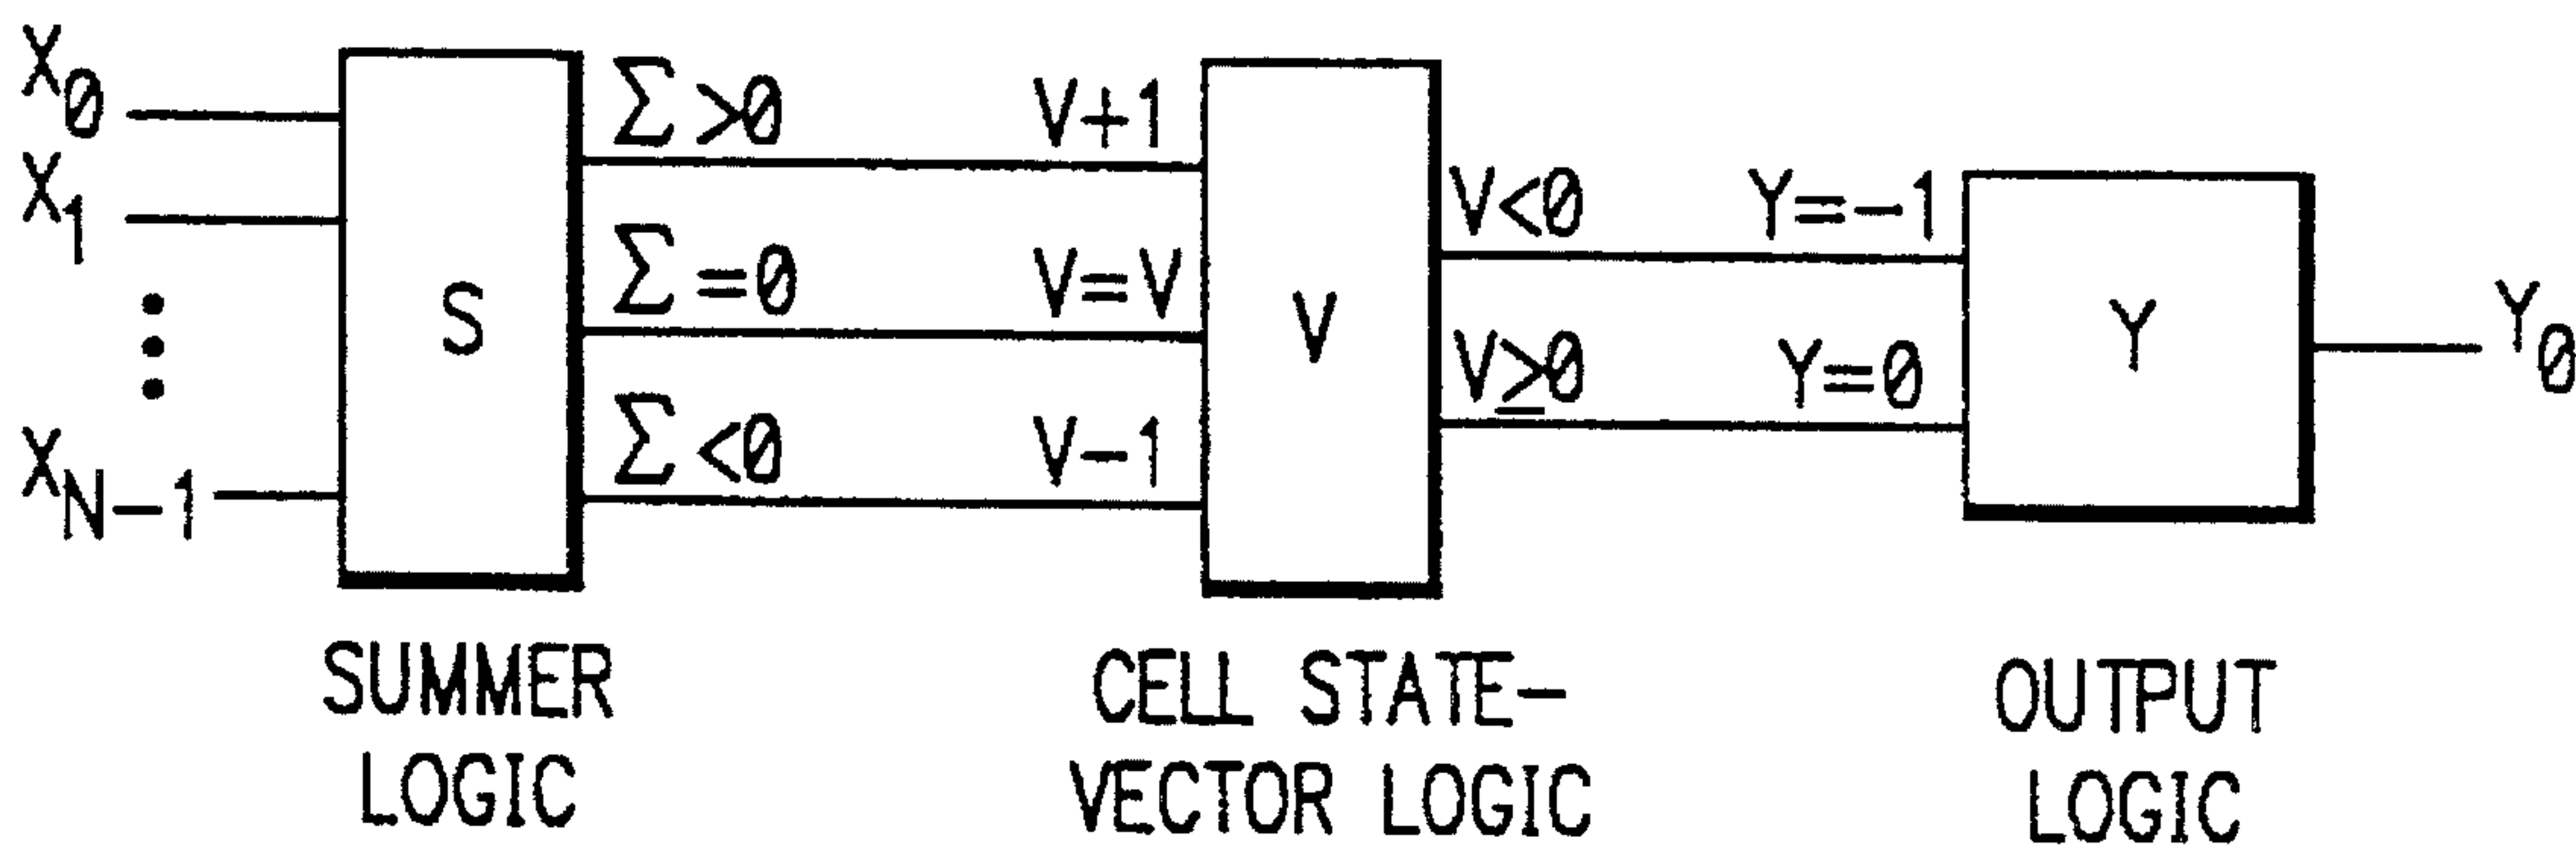 X0
X1
XN-1
S
Σ>0
V+1
Σ=0
V=V
Σ<0
V-1
V
V<0
Y=-1
V≥0
Y=0
Y
Y0
SUMMER
LOGIC
CELL STATE-
VECTOR LOGIC
OUTPUT
LOGIC